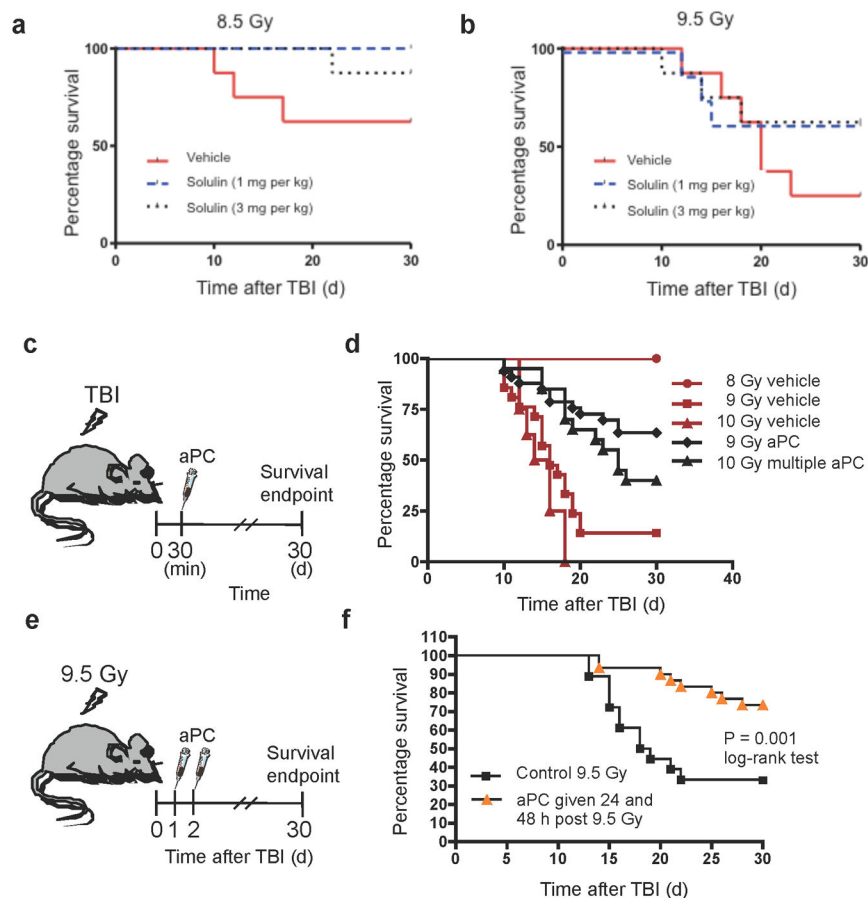 a
8.5 Gy
Percentage survival
100
50
0
Vehicle
Solulin (1 mg per kg)
Solulin (3 mg per kg)
0 10 20 30
Time after TBI (d)
b
9.5 Gy
Percentage survival
100
50
0
Vehicle
Solulin (1 mg per kg)
Solulin (3 mg per kg)
0 10 20 30
Time after TBI (d)
c
TBI
aPC
Survival
endpoint
0 30 30
(min) (d)
Time
d
Percentage survival
100
75
50
25
0
8 Gy vehicle
9 Gy vehicle
10 Gy vehicle
9 Gy aPC
10 Gy multiple aPC
0 10 20 30 40
Time after TBI (d)
e
9.5 Gy
aPC
Survival
endpoint
0 1 2 30
Time after TBI (d)
f
Percentage survival
110
100
90
80
70
60
50
40
30
20
10
0
P = 0.001
log-rank test
Control 9.5 Gy
aPC given 24 and
48 h post 9.5 Gy
0 5 10 15 20 25 30
Time after TBI (d)